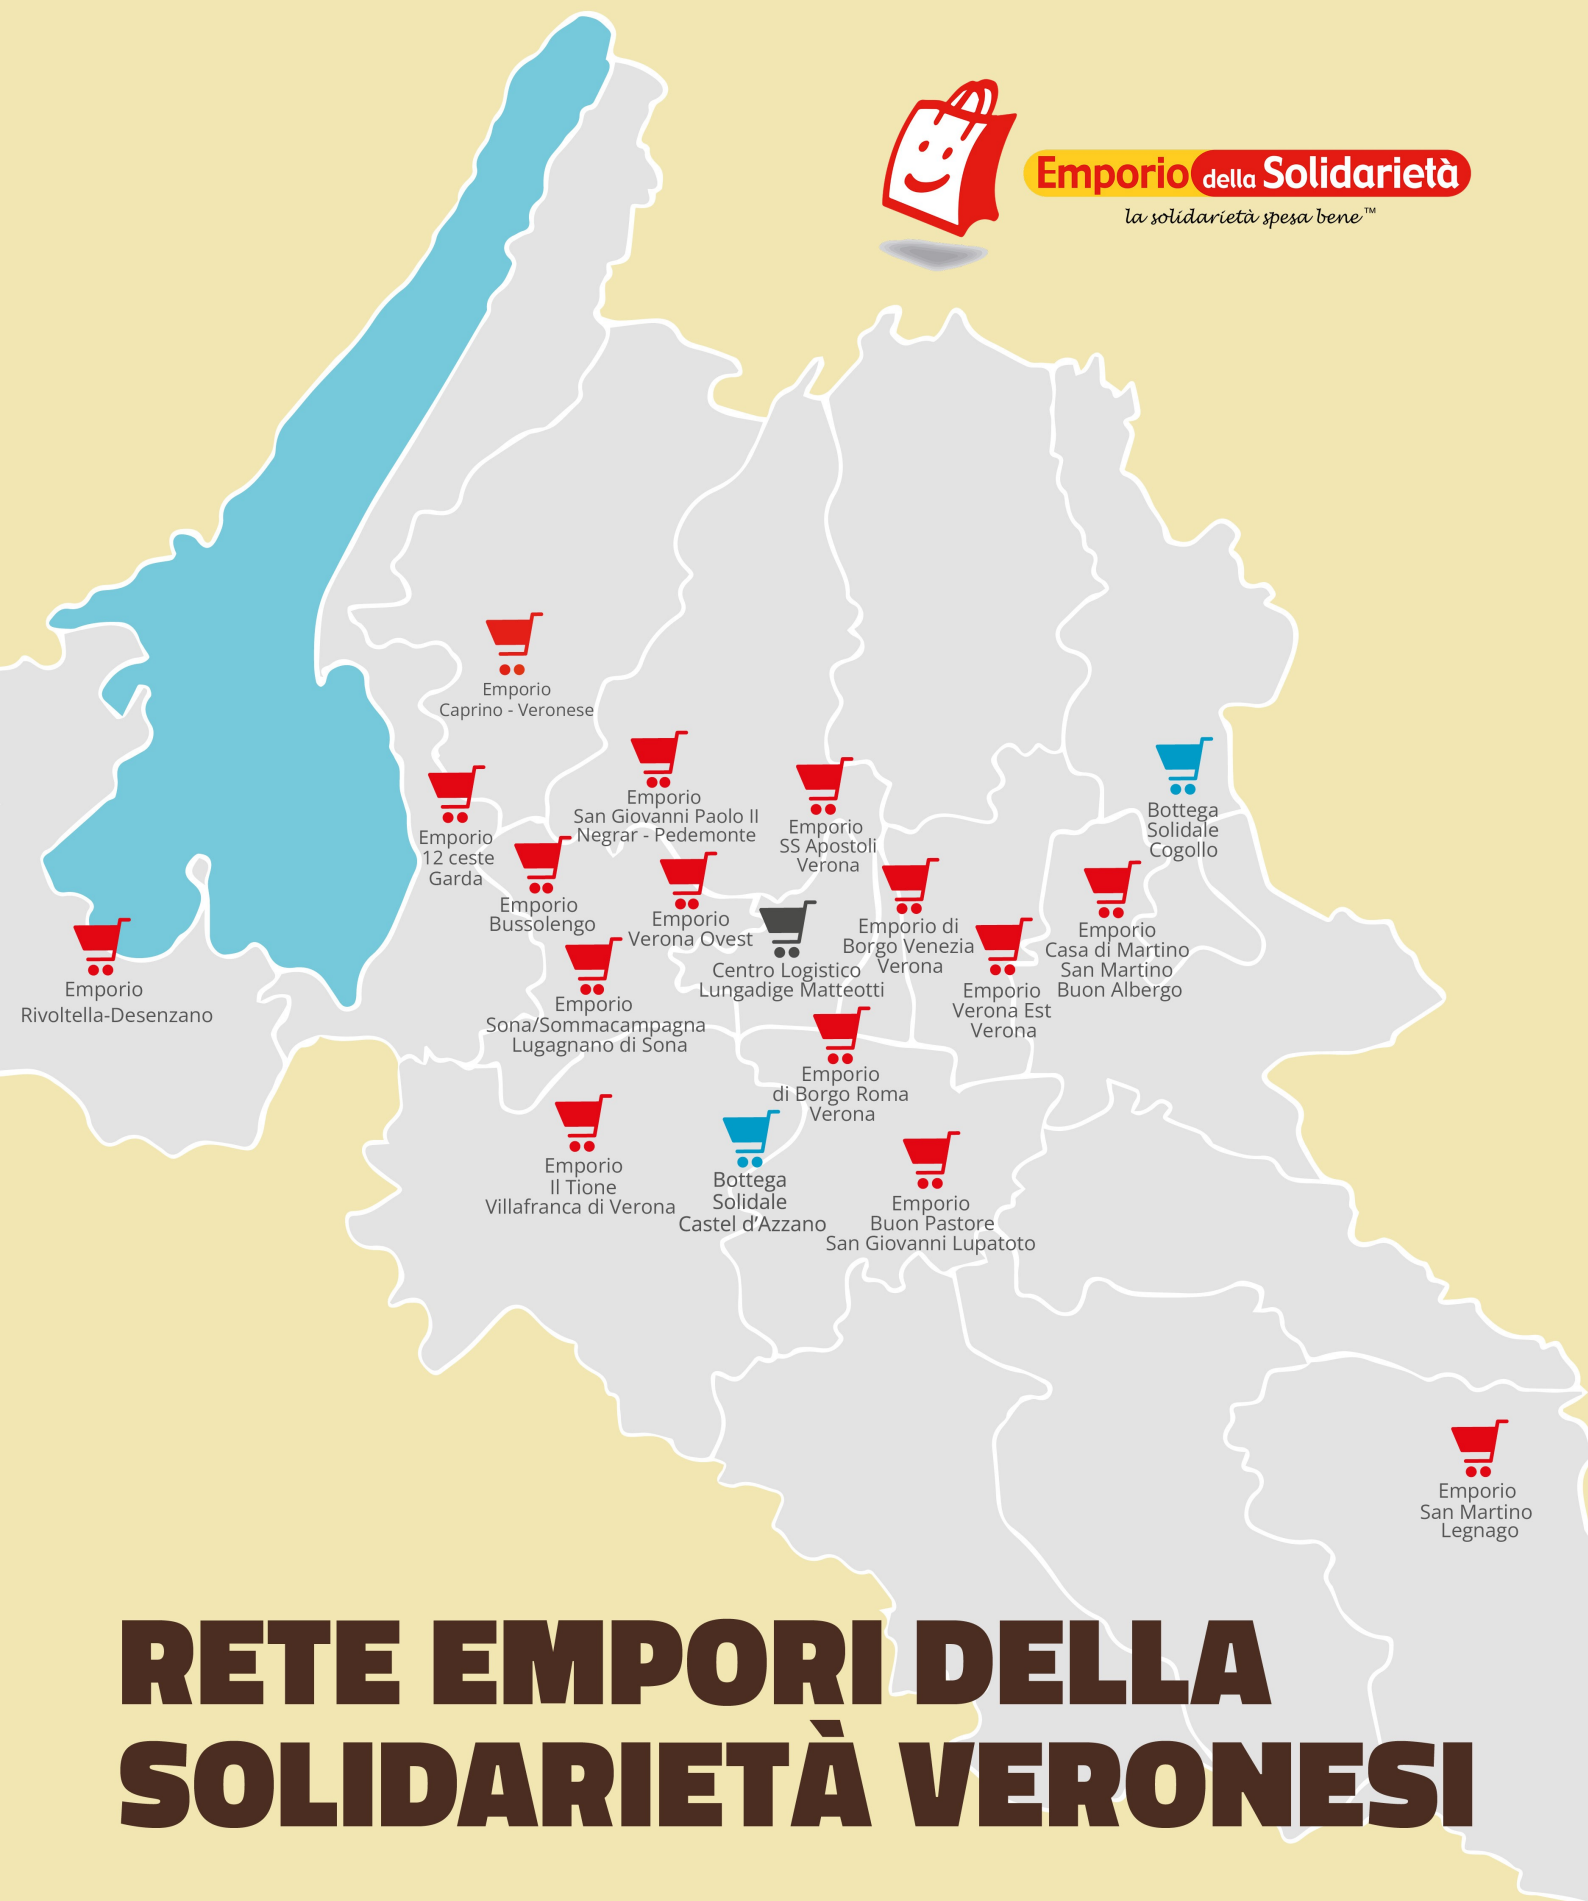 Emporio della Solidarietà
la solidarietà spesa bene™
Emporio
Caprino - Veronese
Emporio
San Giovanni Paolo II
Negrar - Pedemonte
Emporio
SS Apostoli
Verona
Bottega
Solidale
Cogollo
Emporio
12 ceste
Garda
Emporio
Bussolengo
Emporio
Verona Ovest
Emporio di
Borgo Venezia
Verona
Emporio
Casa di Martino
San Martino
Buon Albergo
Emporio
Rivoltella-Desenzano
Emporio
Sona/Sommacampagna
Lugagnano di Sona
Centro Logistico
Lungadige Matteotti
Emporio
Verona Est
Verona
Emporio
di Borgo Roma
Verona
Emporio
Il Tione
Villafranca di Verona
Bottega
Solidale
Castel d'Azzano
Emporio
Buon Pastore
San Giovanni Lupatoto
Emporio
San Martino
Legnago
RETE EMPORI DELLA
SOLIDARIETÀ VERONESI